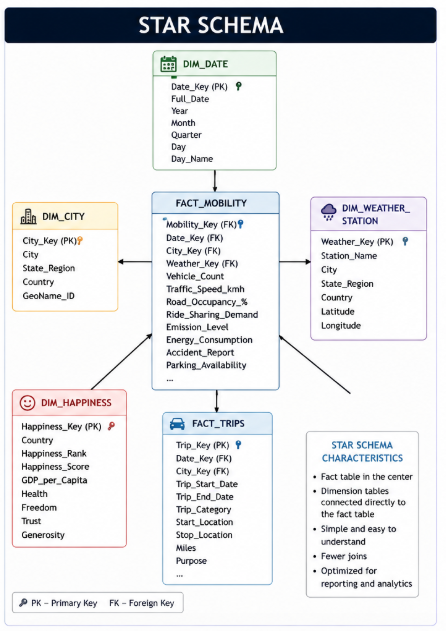 STAR SCHEMA
DIM_DATE
Date_Key (PK)
Full_Date
Year
Month
Quarter
Day
Day_Name
DIM_CITY
City_Key (PK)
City
State_Region
Country
GeoName_ID
FACT_MOBILITY
Mobility_Key (FK)
Date_Key (FK)
City_Key (FK)
Weather_Key (FK)
Vehicle_Count
Traffic_Speed_kmh
Road_Occupancy_%
Ride_Sharing_Demand
Emission_Level
Energy_Consumption
Accident_Report
Parking_Availability
...
DIM_WEATHER_
STATION
Weather_Key (PK)
Station_Name
City
State_Region
Country
Latitude
Longitude
DIM_HAPPINESS
Happiness_Key (PK)
Country
Happiness_Rank
Happiness_Score
GDP_per_Capita
Health
Freedom
Trust
Generosity
FACT_TRIPS
Trip_Key (PK)
Date_Key (FK)
City_Key (FK)
Trip_Start_Date
Trip_End_Date
Trip_Category
Start_Location
Stop_Location
Miles
Purpose
...
STAR SCHEMA
CHARACTERISTICS
• Fact table in the center
• Dimension tables
connected directly to
the fact table
• Simple and easy to
understand
• Fewer joins
• Optimized for
reporting and analytics
PK – Primary Key FK – Foreign Key